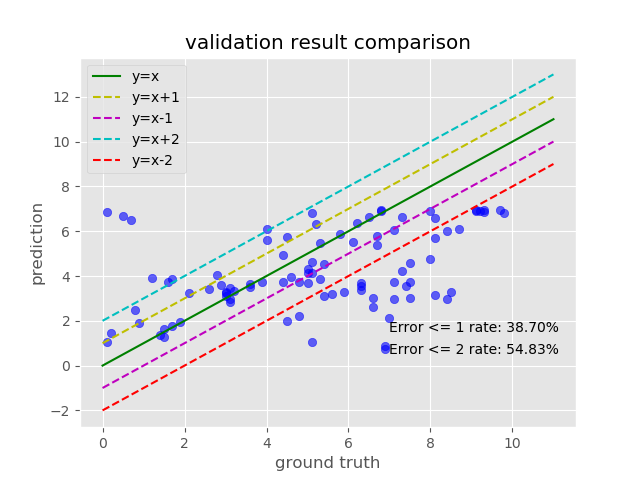 validation result comparison
y=x
y=x+1
y=x-1
y=x+2
y=x-2
12
10
8
6
4
2
0
−2
prediction
Error <= 1 rate: 38.70%
Error <= 2 rate: 54.83%
0 2 4 6 8 10
ground truth